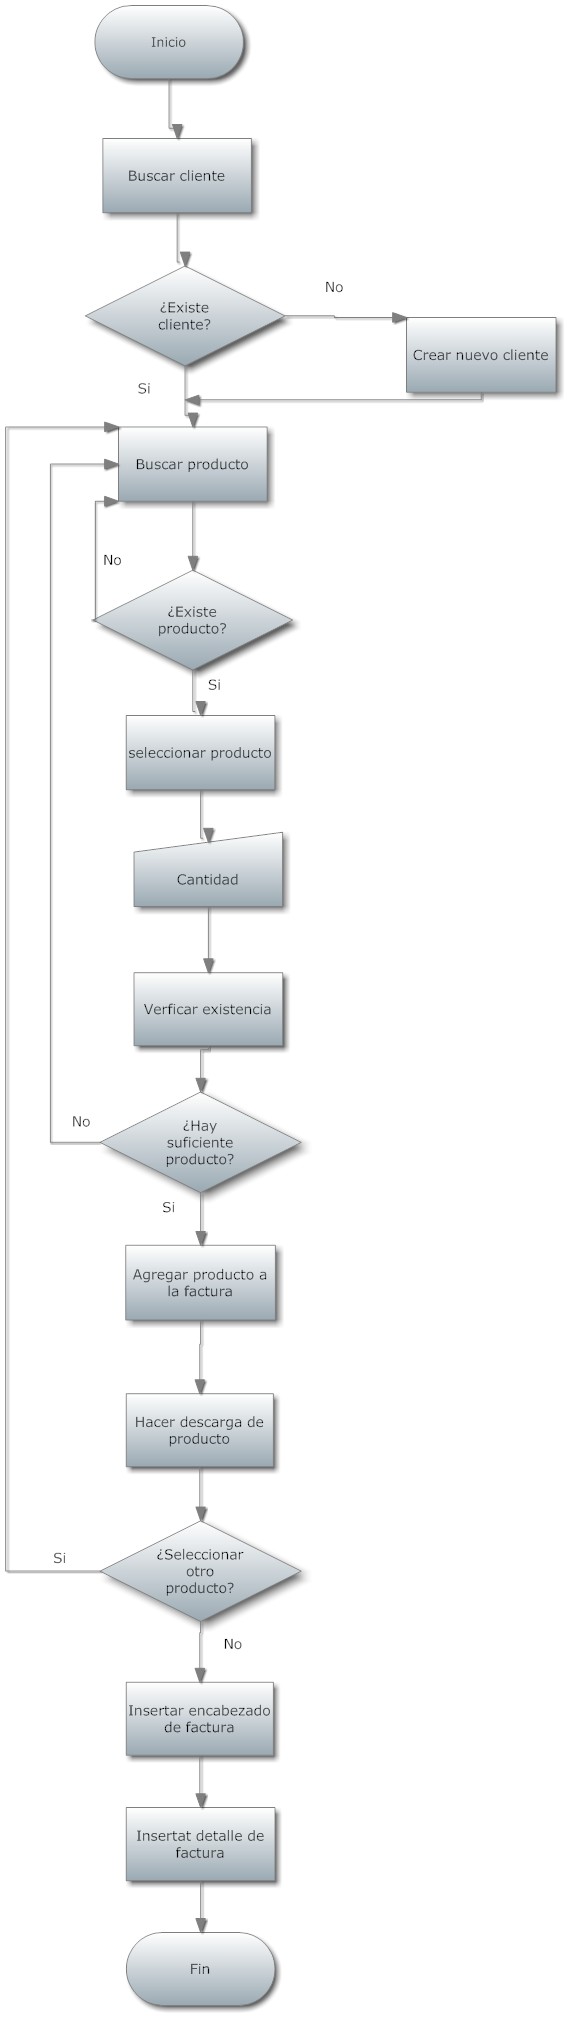 Inicio
Buscar cliente
¿Existe
cliente?
No
Crear nuevo cliente
Si
Buscar producto
No
¿Existe
producto?
Si
seleccionar producto
Cantidad
Verficar existencia
¿Hay
suficiente
producto?
No
Si
Agregar producto a
la factura
Hacer descarga de
producto
¿Seleccionar
otro
producto?
Si
No
Insertar encabezado
de factura
Insertat detalle de
factura
Fin